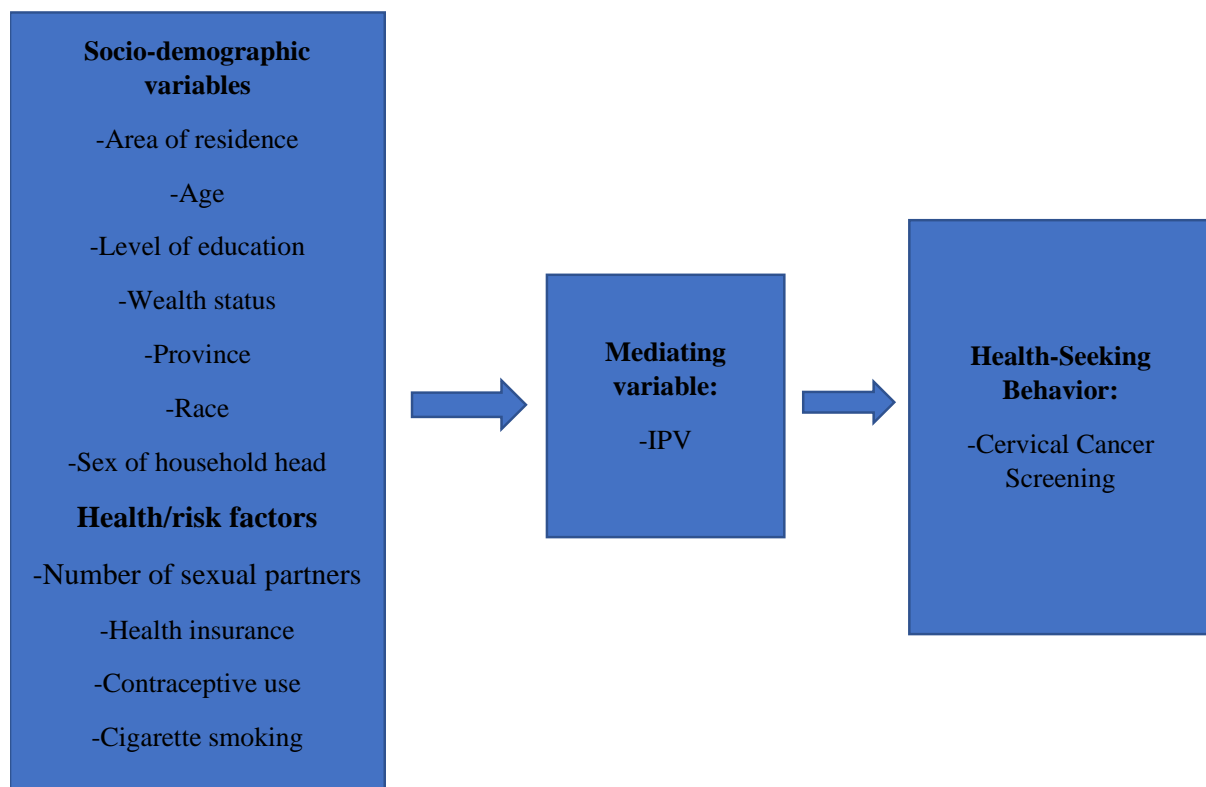 Socio-demographic
variables
-Area of residence
-Age
-Level of education
-Wealth status
-Province
-Race
-Sex of household head
Health/risk factors
-Number of sexual partners
-Health insurance
-Contraceptive use
-Cigarette smoking
Mediating
variable:
-IPV
Health-Seeking
Behavior:
-Cervical Cancer
Screening